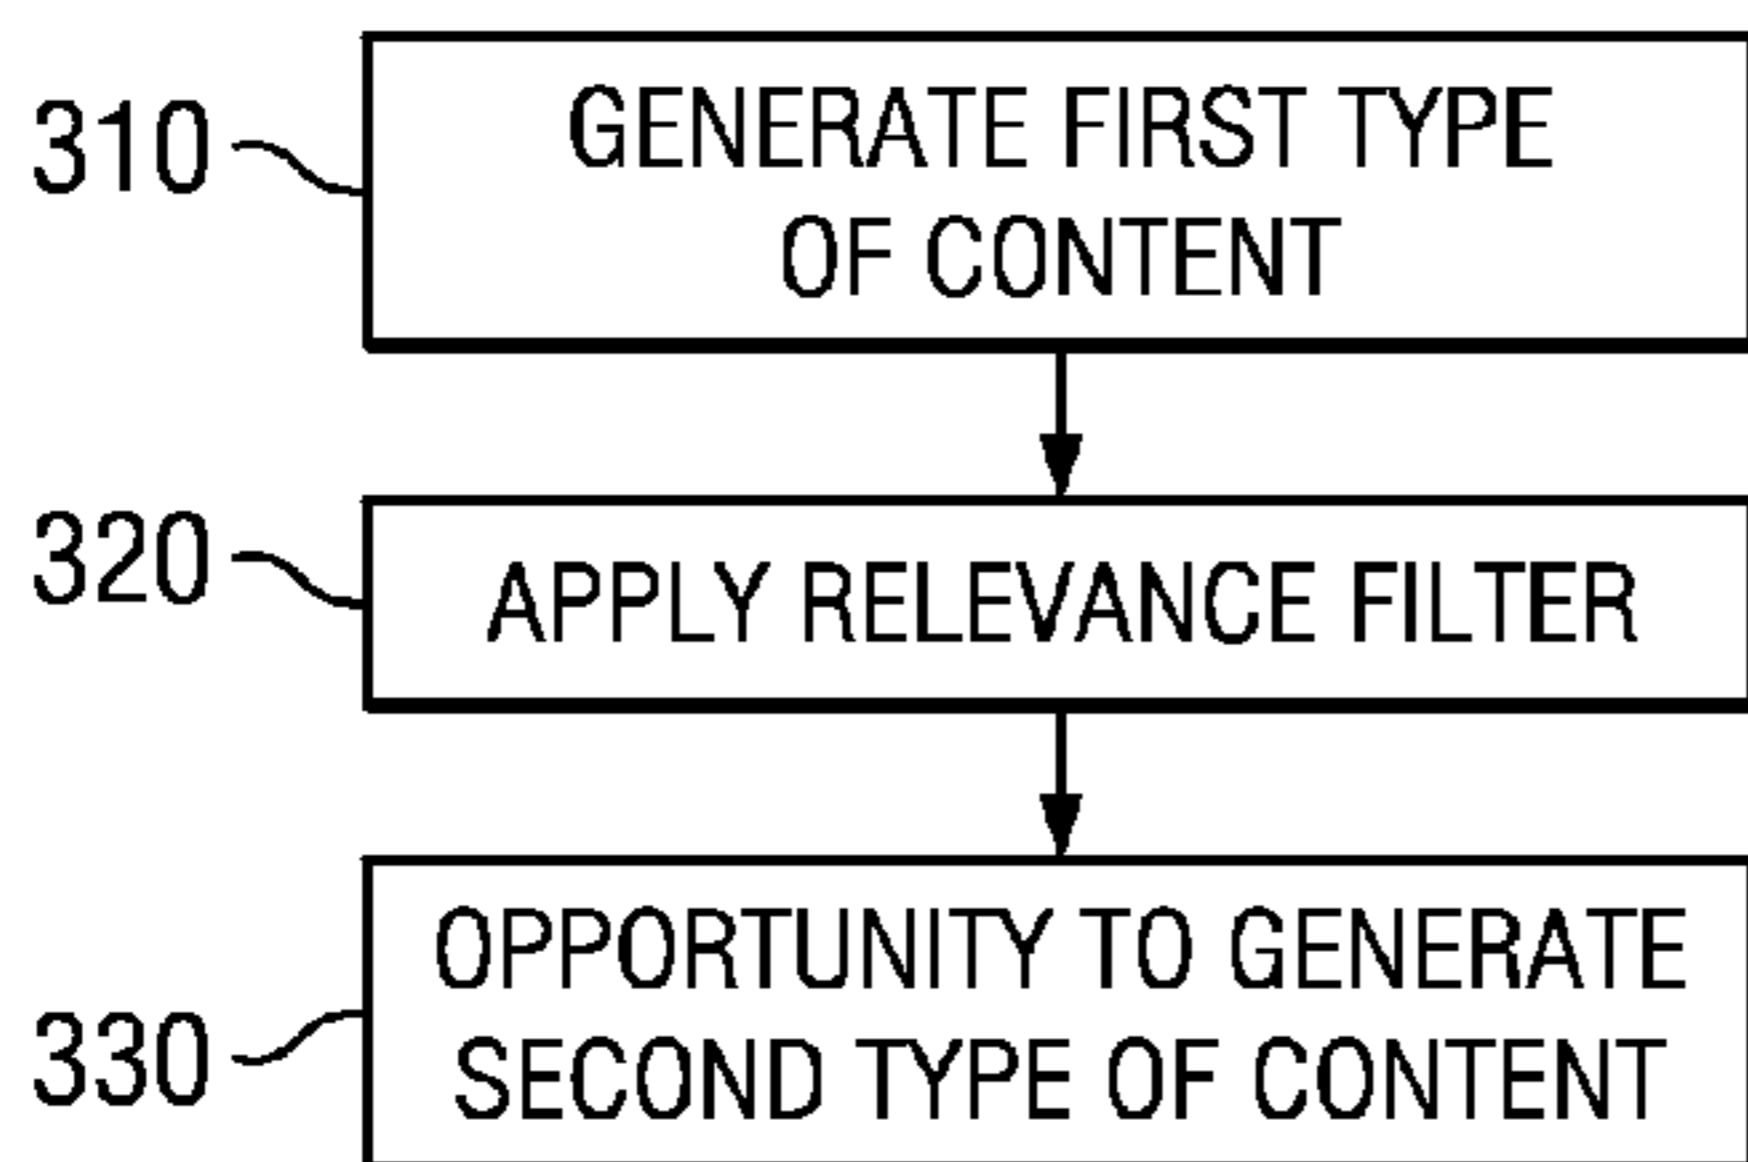 310
GENERATE FIRST TYPE
OF CONTENT
320
APPLY RELEVANCE FILTER
330
OPPORTUNITY TO GENERATE
SECOND TYPE OF CONTENT